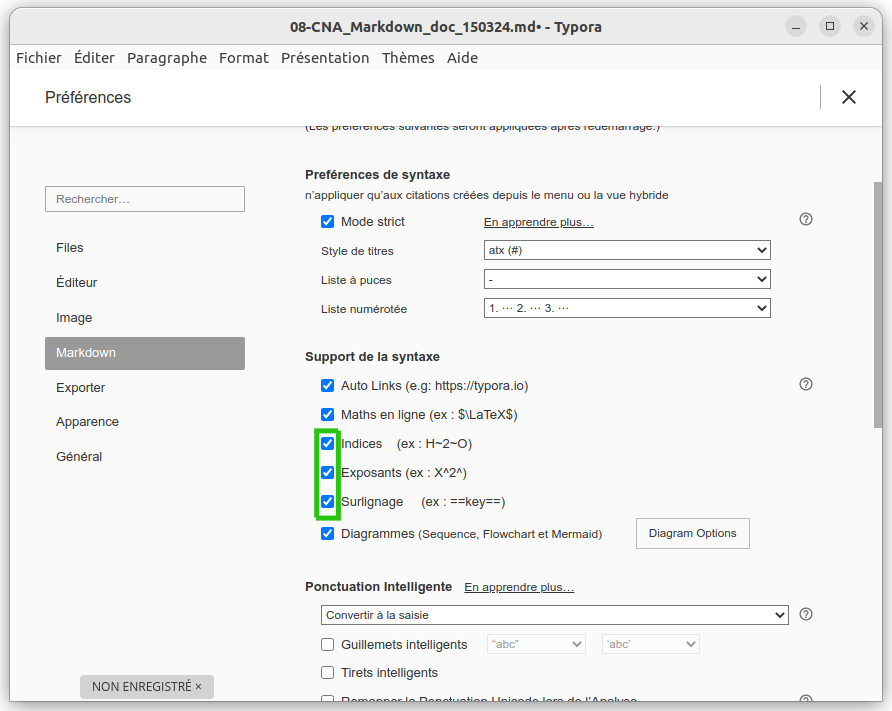 08-CNA_Markdown_doc_150324.md• - Typora
Fichier Éditer Paragraphe Format Présentation Thèmes Aide
Préférences
(Les préférences suivantes seront appliquées après redémarrage.)
Rechercher…
Files
Éditeur
Image
Markdown
Exporter
Apparence
Général
Preférences de syntaxe
n'appliquer qu'aux citations créées depuis le menu ou la vue hybride
Mode strict En apprendre plus…
Style de titres atx (#)
Liste à puces -
Liste numérotée 1. ··· 2. ··· 3. ···
Support de la syntaxe
Auto Links (e.g: https://typora.io)
Maths en ligne (ex : $\LaTeX$)
Indices (ex : H~2~O)
Exposants (ex : X^2^)
Surlignage (ex : ==key==)
Diagrammes (Sequence, Flowchart et Mermaid) Diagram Options
Ponctuation Intelligente En apprendre plus…
Convertir à la saisie
Guillemets intelligents “abc” ‘abc’
Tirets intelligents
Remapper la Ponctuation Unicode lors de l'Analyse
NON ENREGISTRÉ ×